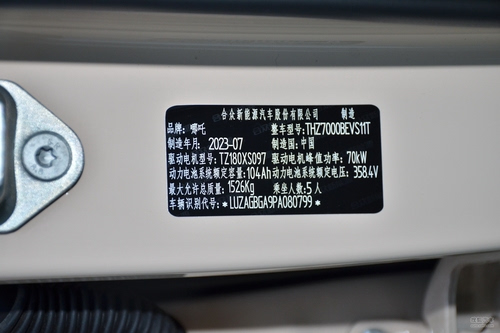 合众新能源汽车股份有限公司 制造
品牌：哪吒 整车型号：THZ7000BEVS11T
制造年月：2023-07 制造国：中国
驱动电机型号：TZ180XS097 驱动电机峰值功率：70kW
动力电池系统额定容量：104Ah 动力电池系统额定电压：358.4V
最大允许总质量：1526Kg 乘坐人数：5人
车辆识别代号：*LUZAGBGA9PA080799*